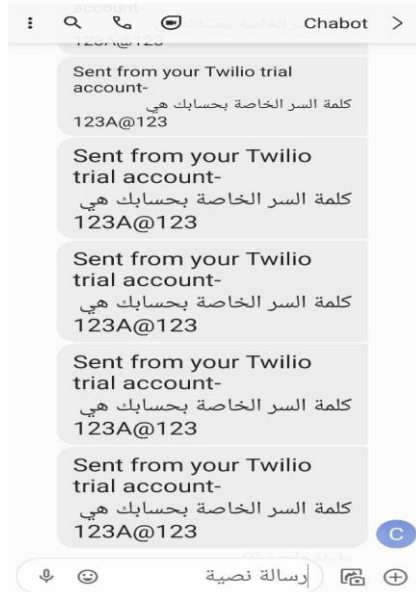 Chabot
123A@123
Sent from your Twilio trial
account-
كلمة السر الخاصة بحسابك هي
123A@123
Sent from your Twilio
trial account-
كلمة السر الخاصة بحسابك هي
123A@123
Sent from your Twilio
trial account-
كلمة السر الخاصة بحسابك هي
123A@123
Sent from your Twilio
trial account-
كلمة السر الخاصة بحسابك هي
123A@123
Sent from your Twilio
trial account-
كلمة السر الخاصة بحسابك هي
123A@123
C
رسالة نصية